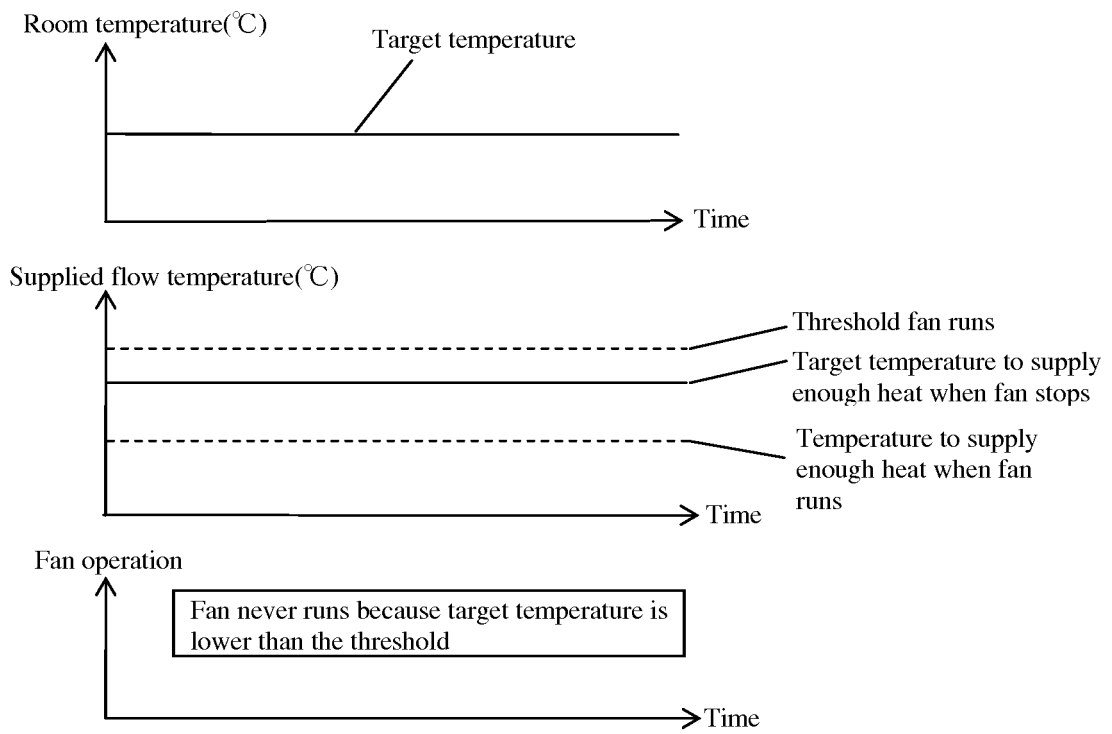 Room temperature(℃)
Target temperature
Time
Supplied flow temperature(℃)
Threshold fan runs
Target temperature to supply
enough heat when fan stops
Temperature to supply
enough heat when fan
runs
Time
Fan operation
Fan never runs because target temperature is
lower than the threshold
Time